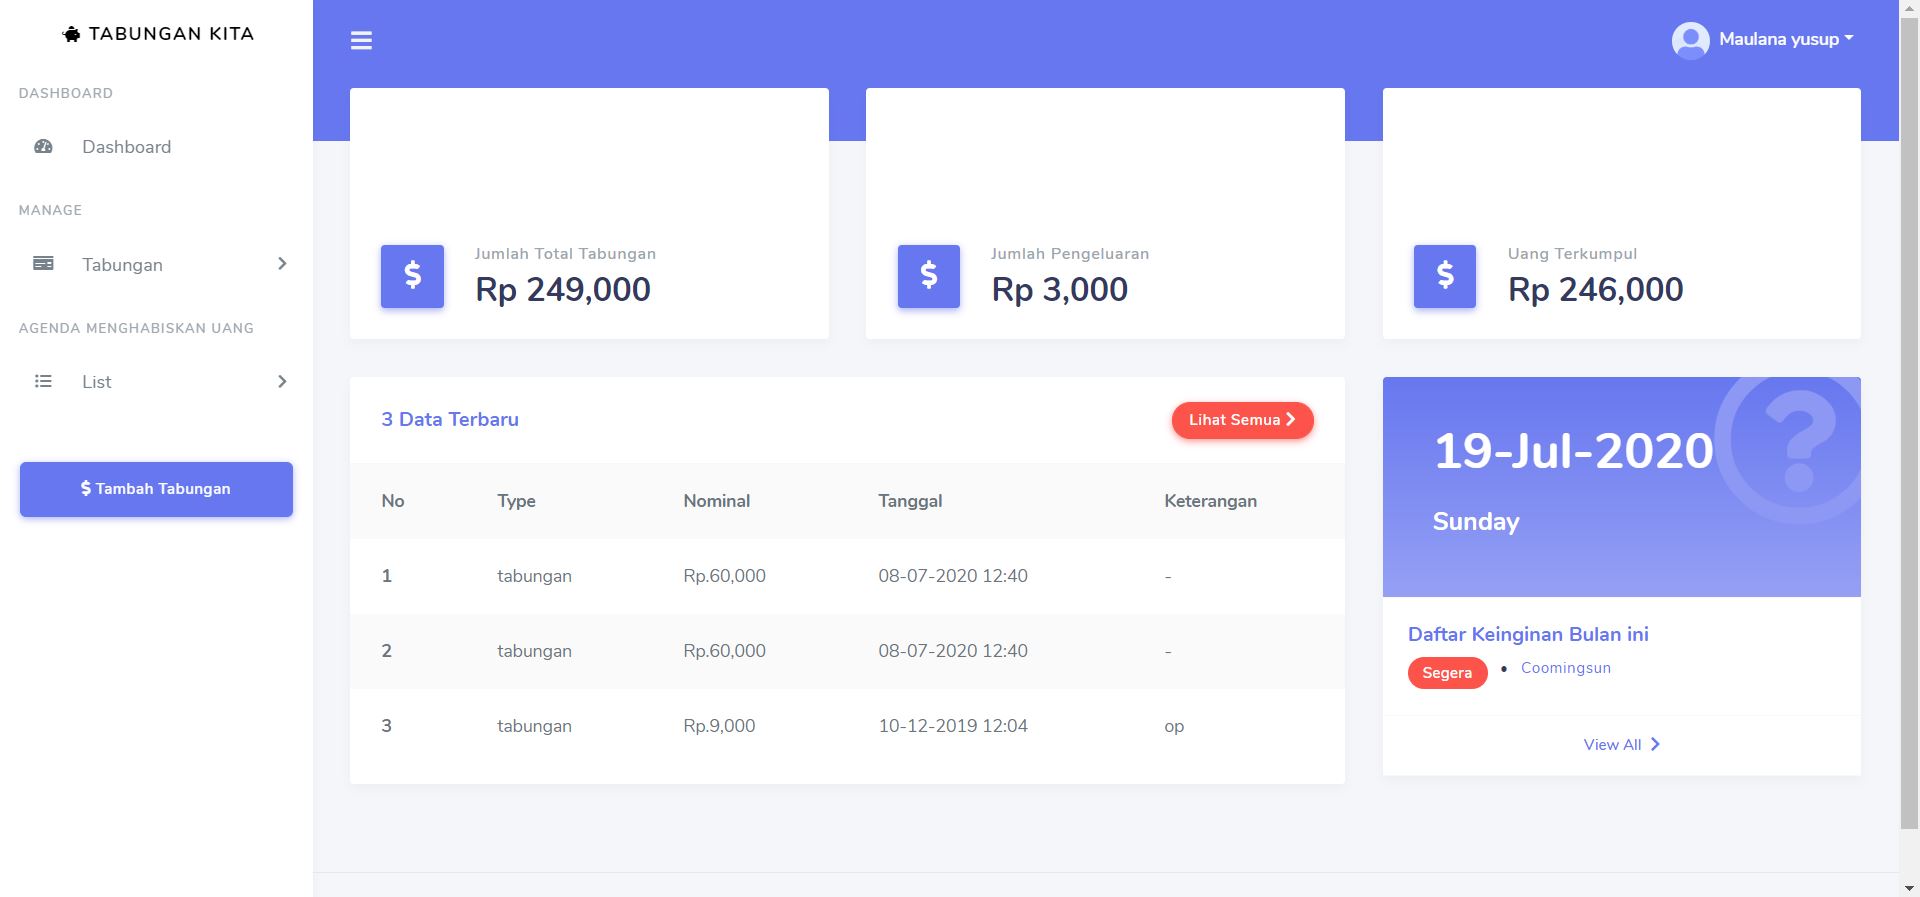 TABUNGAN KITA
Maulana yusup
DASHBOARD
Dashboard
MANAGE
Tabungan
AGENDA MENGHABISKAN UANG
List
$ Tambah Tabungan
$ Jumlah Total Tabungan
Rp 249,000
$ Jumlah Pengeluaran
Rp 3,000
$ Uang Terkumpul
Rp 246,000
3 Data Terbaru
Lihat Semua
No Type Nominal Tanggal Keterangan
1 tabungan Rp.60,000 08-07-2020 12:40 -
2 tabungan Rp.60,000 08-07-2020 12:40 -
3 tabungan Rp.9,000 10-12-2019 12:04 op
19-Jul-2020
?
Sunday
Daftar Keinginan Bulan ini
Segera • Coomingsun
View All